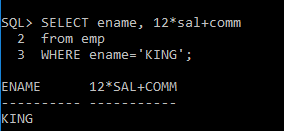 SQL> SELECT ename, 12*sal+comm
  2  from emp
  3  WHERE ename='KING';
ENAME      12*SAL+COMM
---------- -----------
KING